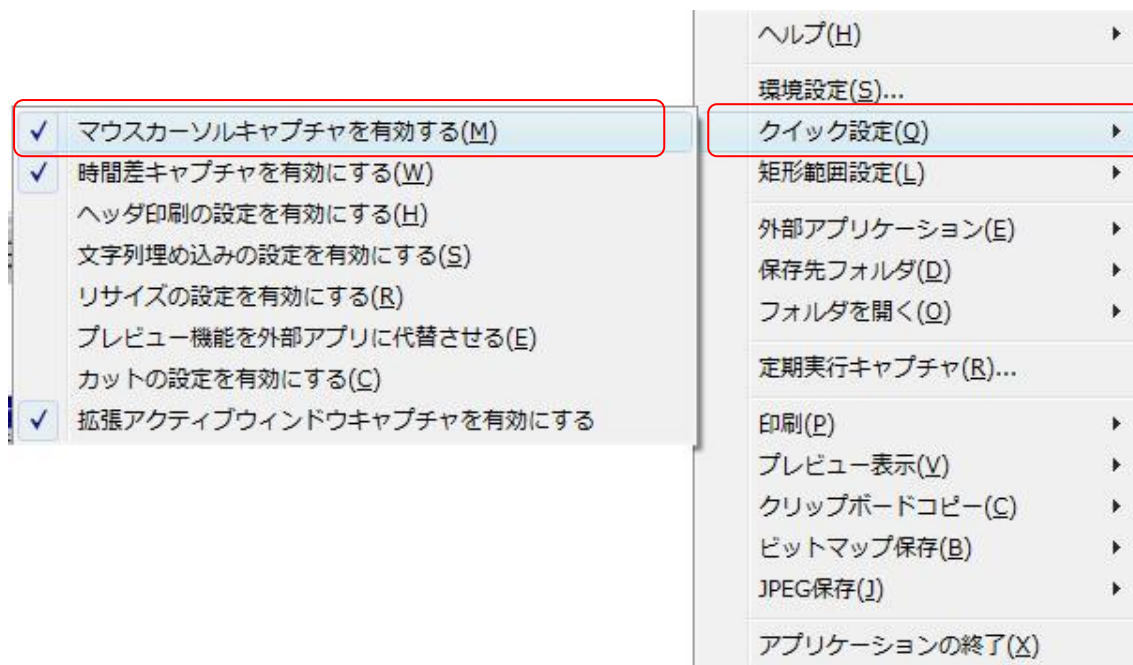 ヘルプ(H)
環境設定(S)...
クイック設定(Q)
矩形範囲設定(L)
外部アプリケーション(E)
保存先フォルダ(D)
フォルダを開く(O)
定期実行キャプチャ(R)...
印刷(P)
プレビュー表示(V)
クリップボードコピー(C)
ビットマップ保存(B)
JPEG保存(J)
アプリケーションの終了(X)
マウスカーソルキャプチャを有効する(M)
時間差キャプチャを有効にする(W)
ヘッダ印刷の設定を有効にする(H)
文字列埋め込みの設定を有効にする(S)
リサイズの設定を有効にする(R)
プレビュー機能を外部アプリに代替させる(E)
カットの設定を有効にする(C)
拡張アクティブウィンドウキャプチャを有効にする